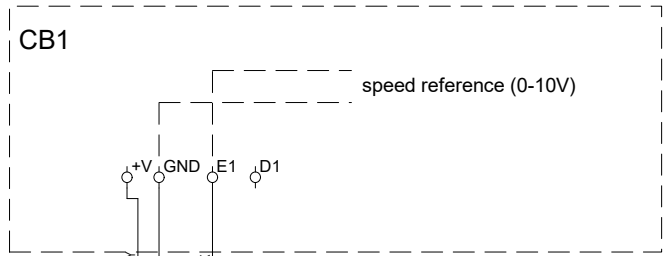 CB1
speed reference (0-10V)
+V GND E1 D1